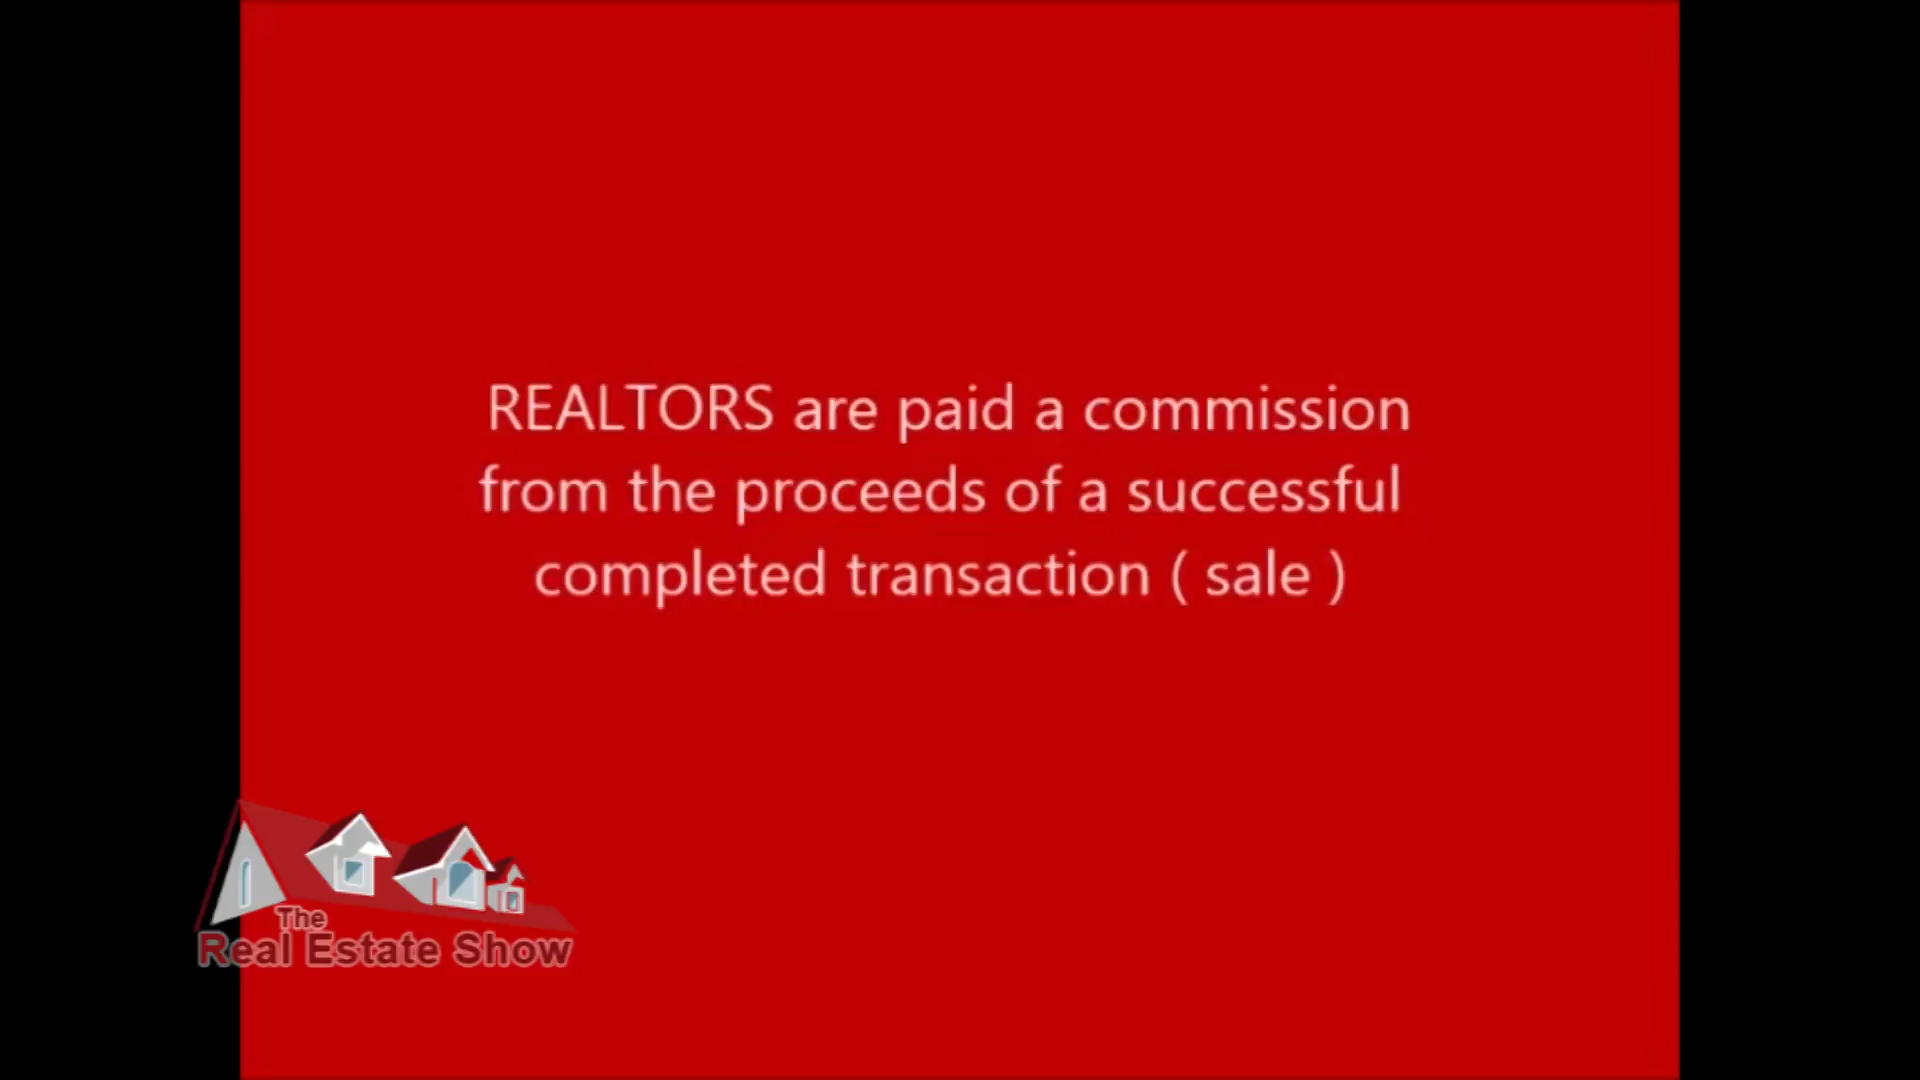 REALTORS are paid a commission
from the proceeds of a successful
completed transaction ( sale )
The
Real Estate Show